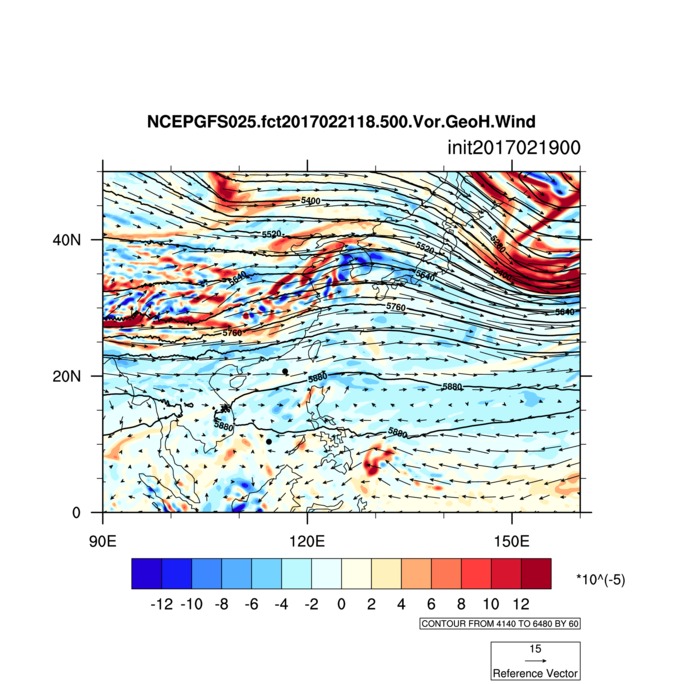 NCEPGFS025.fct2017022118.500.Vor.GeoH.Wind
init2017021900
5400
5520
5280
40N
5520
5400
5640
5640
5760
5640
5760
20N
5880
5880
5880
5880
0
90E 120E 150E
-12 -10 -8 -6 -4 -2 0 2 4 6 8 10 12
*10^(-5)
CONTOUR FROM 4140 TO 6480 BY 60
15
Reference Vector